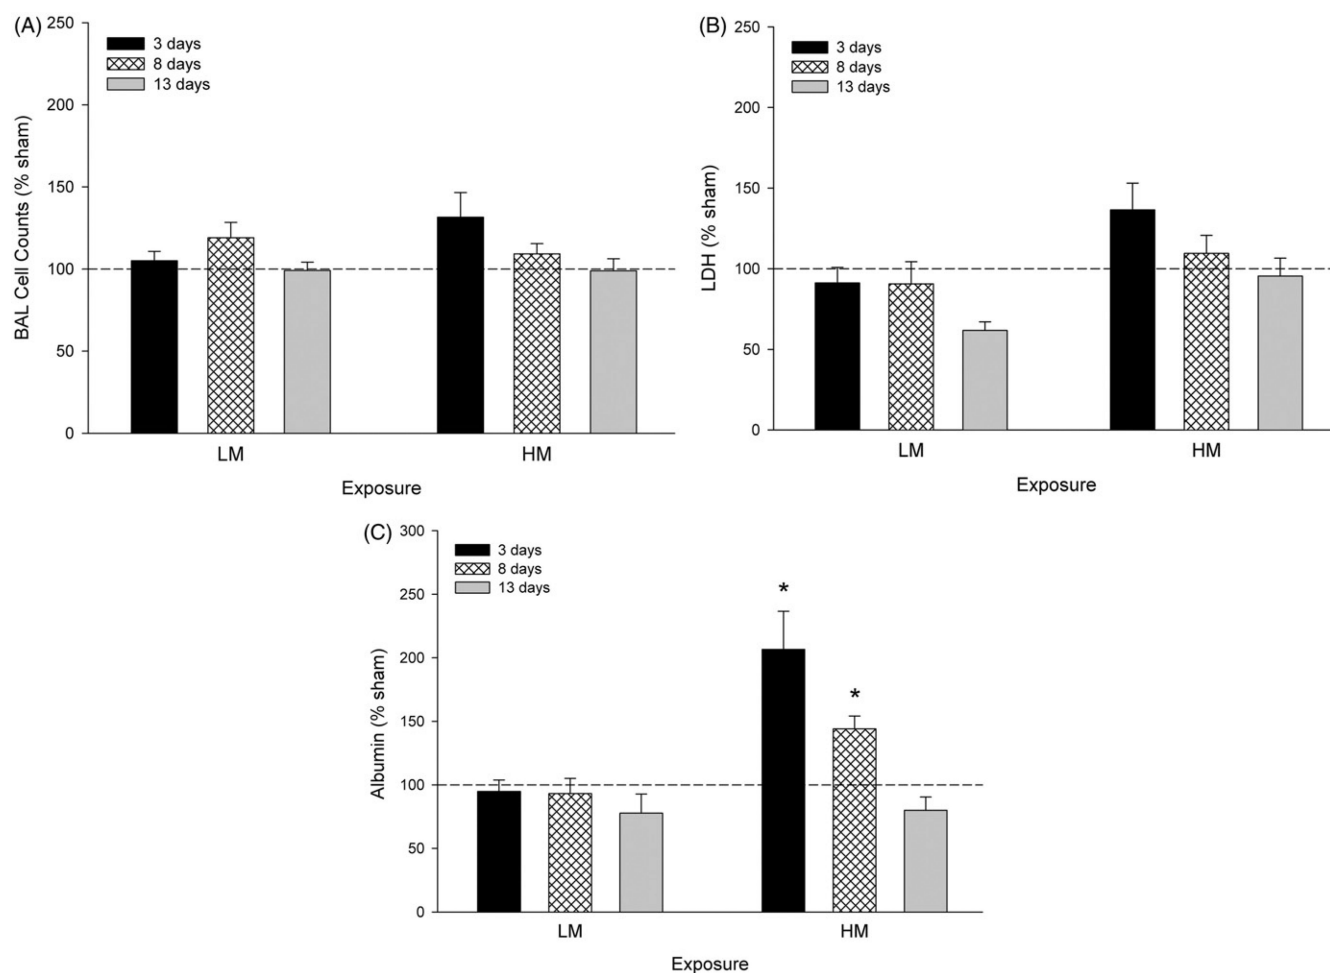 (A)
250
200
150
100
50
0
BAL Cell Counts (% sham)
3 days
8 days
13 days
LM
HM
Exposure
(B)
250
200
150
100
50
0
LDH (% sham)
3 days
8 days
13 days
LM
HM
Exposure
(C)
300
250
200
150
100
50
0
Albumin (% sham)
3 days
8 days
13 days
*
*
LM
HM
Exposure